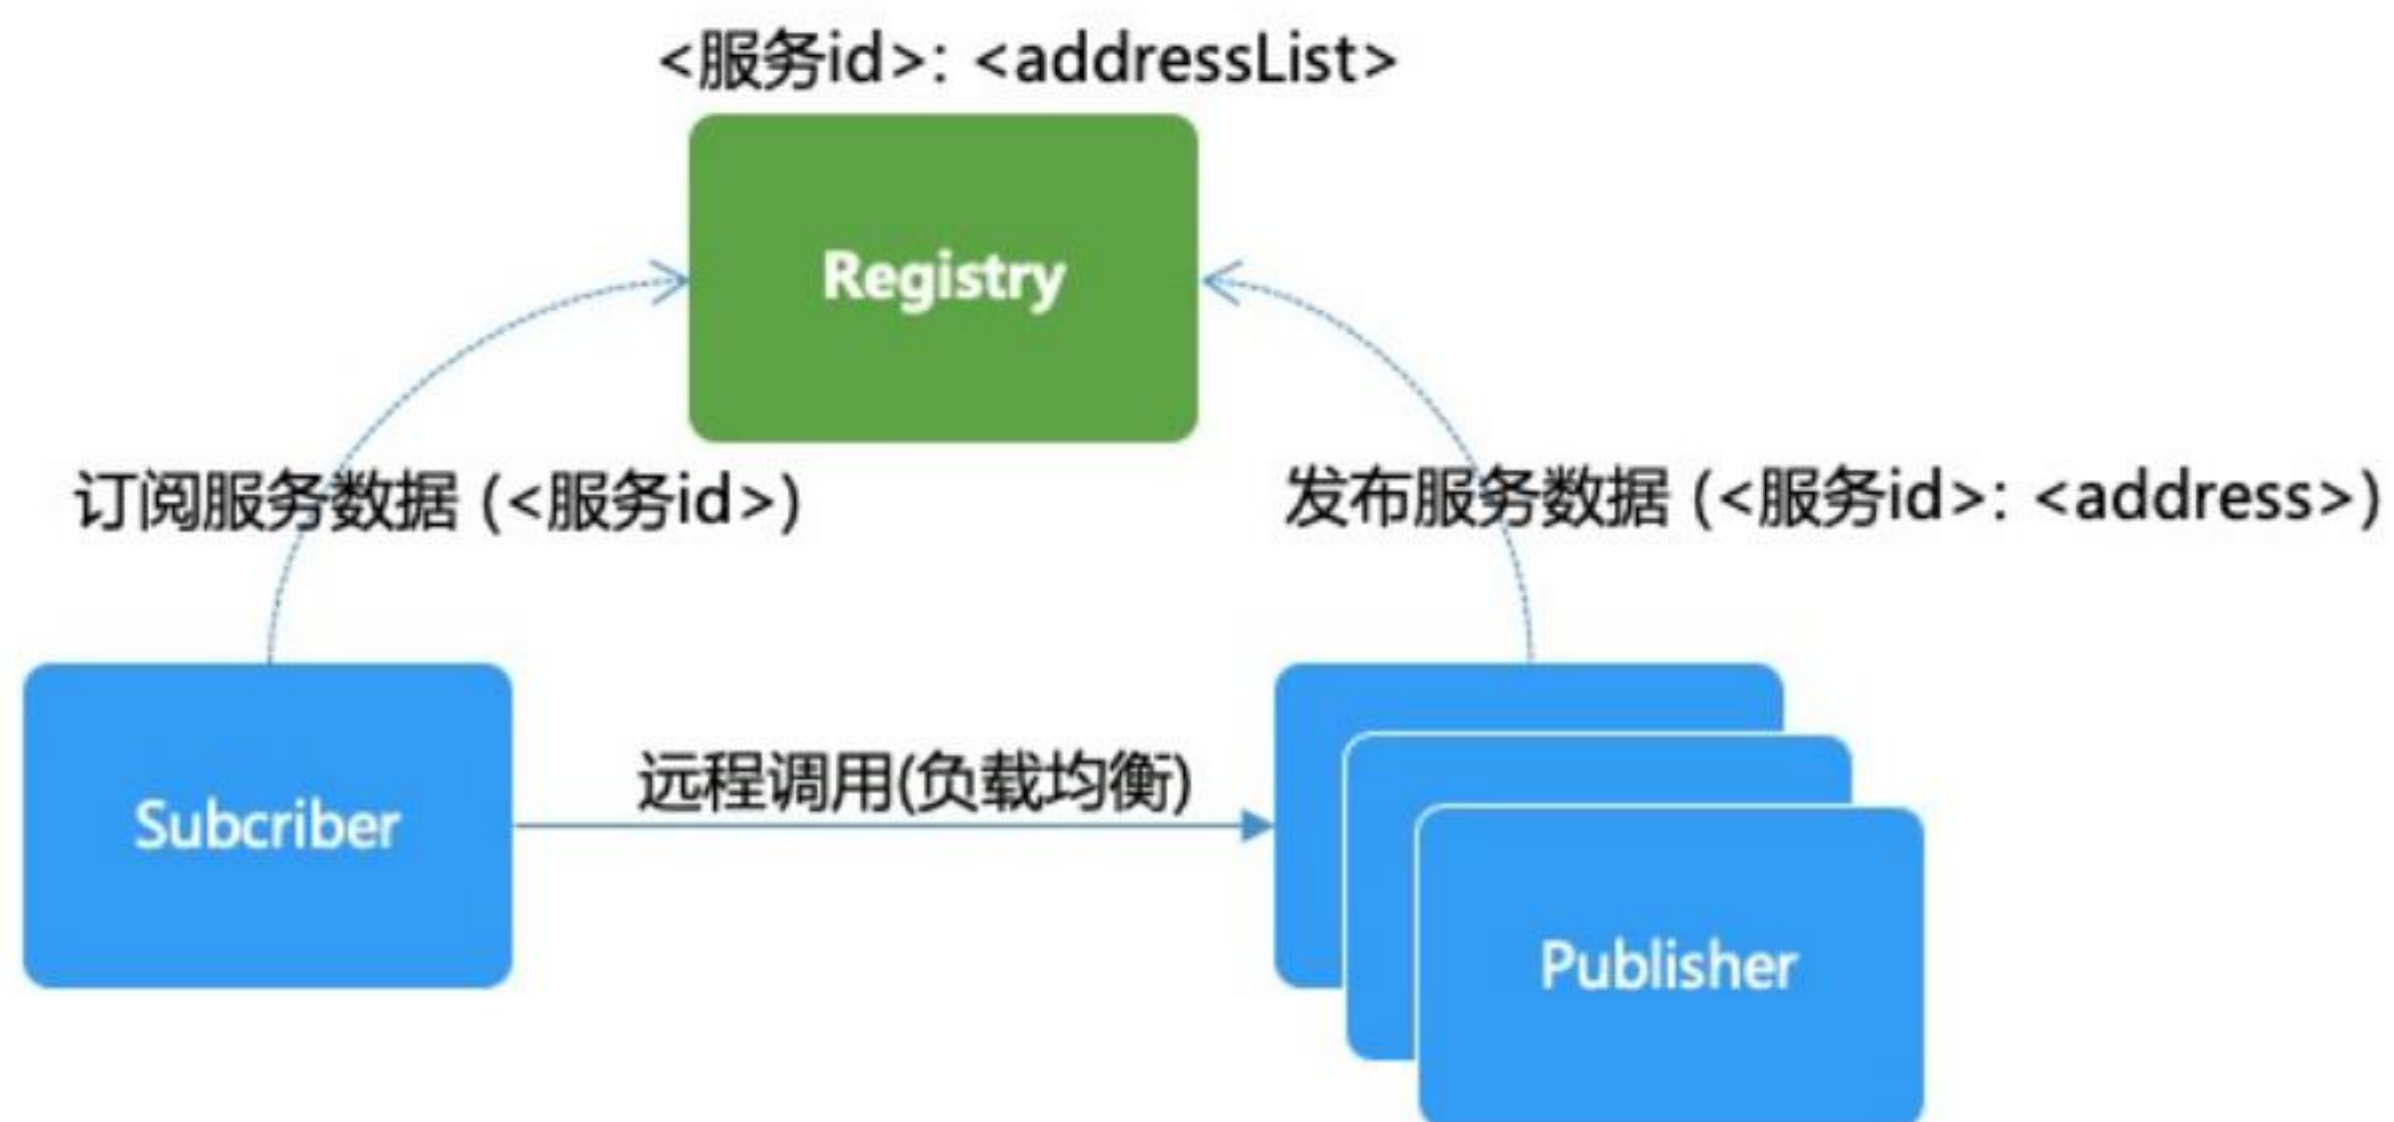 <服务id>: <addressList>
Registry
订阅服务数据 (<服务id>)
发布服务数据 (<服务id>: <address>)
远程调用(负载均衡)
Subcriber
Publisher